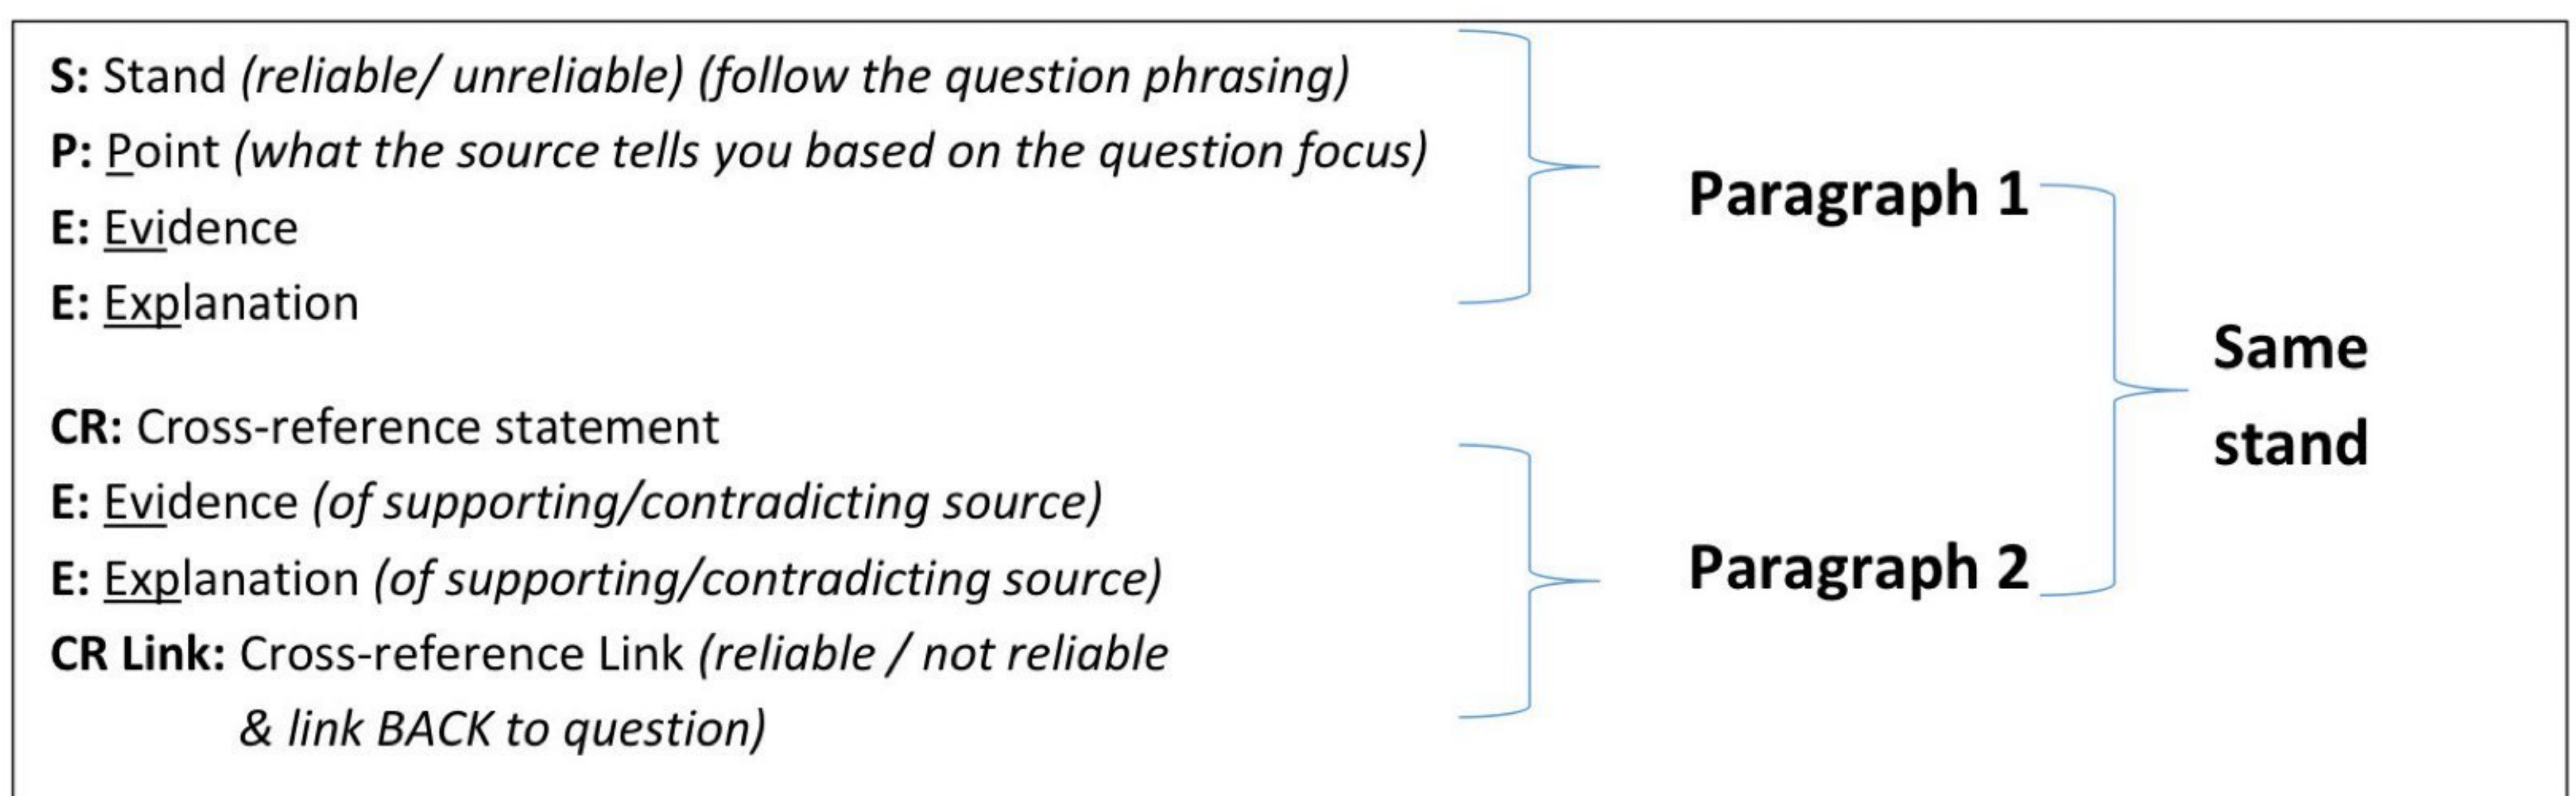 S: Stand (reliable/ unreliable) (follow the question phrasing)
P: Point (what the source tells you based on the question focus)
E: Evidence
E: Explanation
Paragraph 1
CR: Cross-reference statement
E: Evidence (of supporting/contradicting source)
E: Explanation (of supporting/contradicting source)
CR Link: Cross-reference Link (reliable / not reliable
& link BACK to question)
Paragraph 2
Same
stand